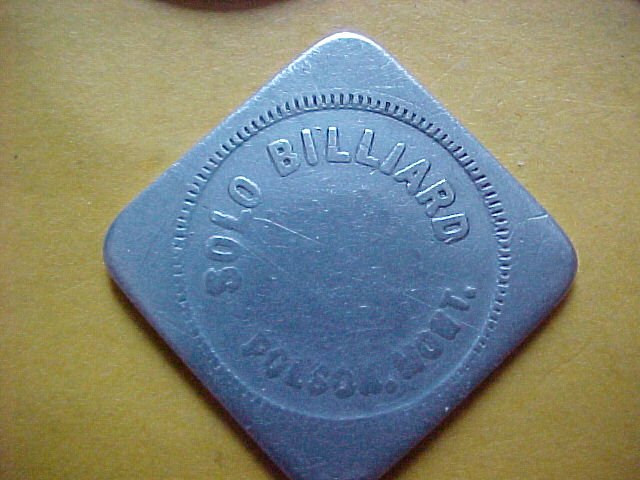 SOLO BILLIARD
POLSON, MONT.